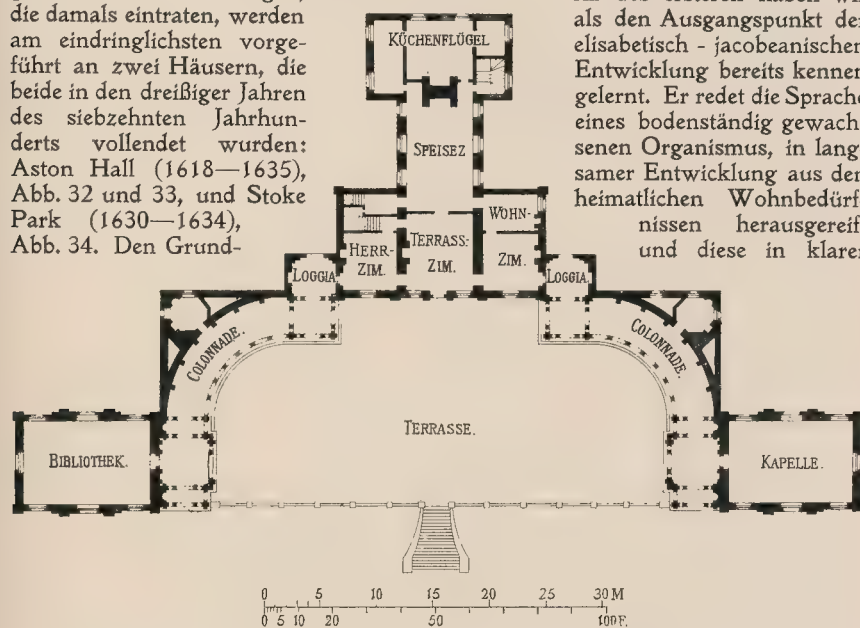 die damals eintraten, werden
am eindringlichsten vorge-
führt an zwei Häusern, die
beide in den dreißiger Jahren
des siebzehnten Jahrhun-
derts vollendet wurden:
Aston Hall (1618—1635),
Abb. 32 und 33, und Stoke
Park (1630—1634),
Abb. 34. Den Grund-
als den Ausgangspunkt der
elisabetisch - jacobeanischen
Entwicklung bereits kennen
gelernt. Er redet die Sprache
eines bodenständig gewach-
senen Organismus, in lang-
samer Entwicklung aus den
heimatlichen Wohnbedürf-
nissen herausgereif
und diese in klarer
KÜCHENFLÜGEL
SPEISEZ
HERR-
ZIM.
TERRASS:
ZIM.
WOHN-
ZIM.
LOGGIA
LOGGIA.
COLONNADE.
COLONNADE.
BIBLIOTHEK.
TERRASSE.
KAPELLE.
0 5 10 15 20 25 30 M
0 5 10 20 50 100 F.